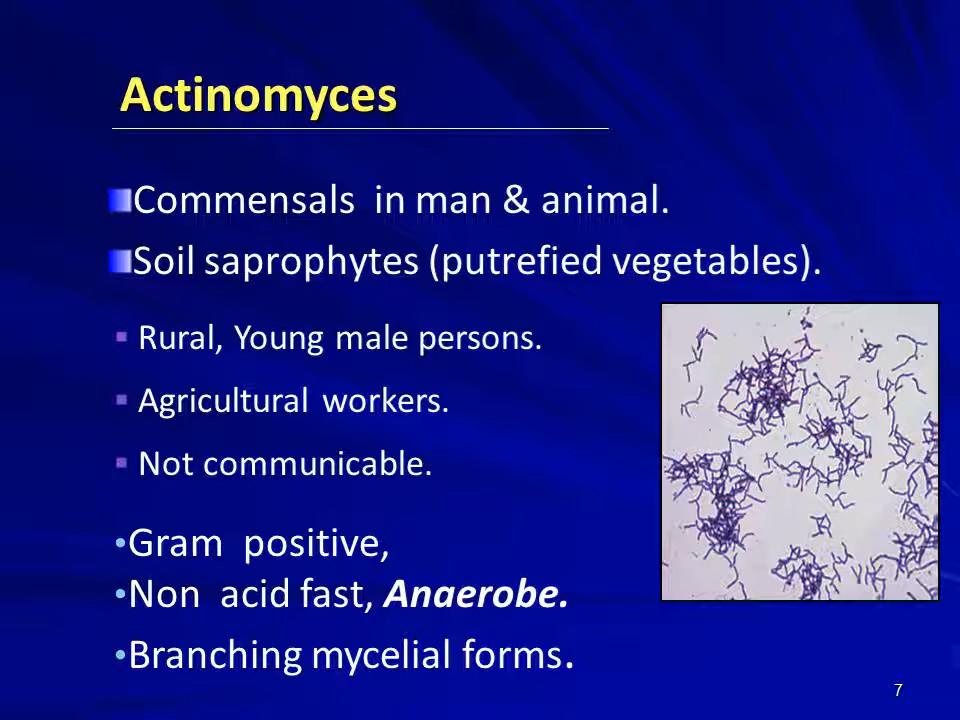 Actinomyces
Commensals in man & animal.
Soil saprophytes (putrefied vegetables).
Rural, Young male persons.
Agricultural workers.
Not communicable.
•Gram positive,
•Non acid fast, Anaerobe.
•Branching mycelial forms.
7